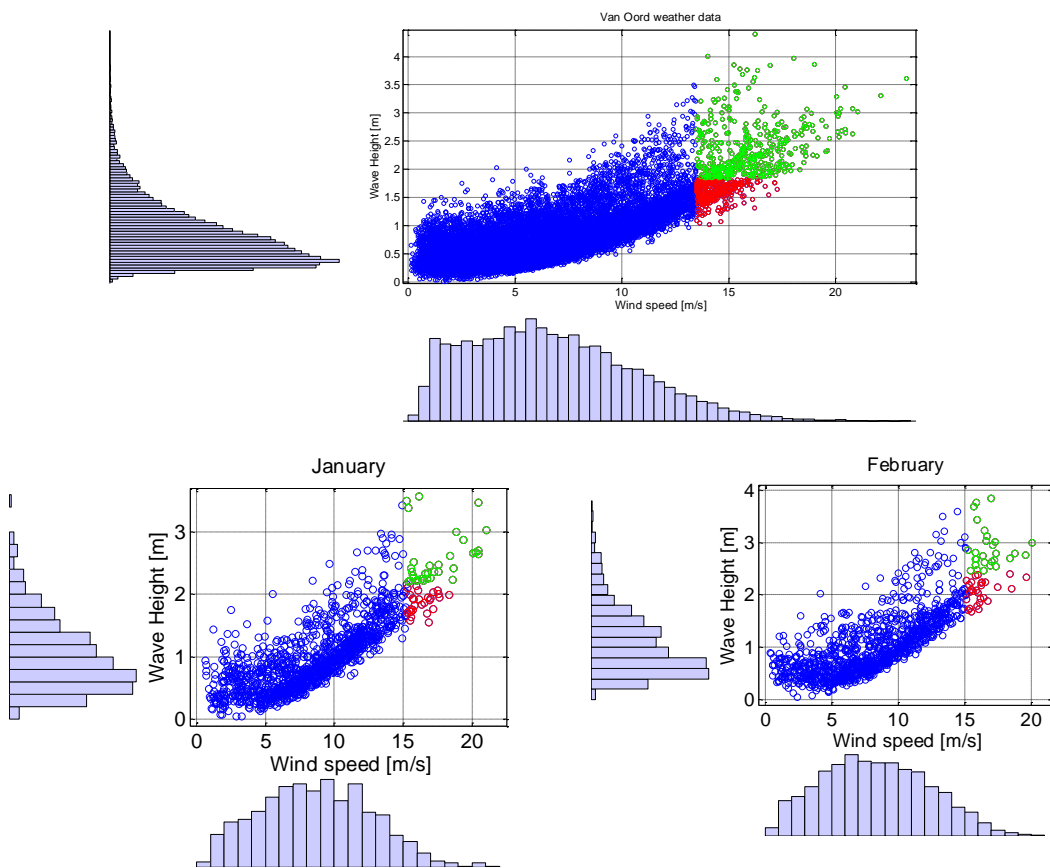 Van Oord weather data
4
3.5
3
2.5
2
1.5
1
0.5
0
Wave Height [m]
0 5 10 15 20
Wind speed [m/s]
January
3
2
1
0
Wave Height [m]
0 5 10 15 20
Wind speed [m/s]
February
4
3
2
1
0
Wave Height [m]
0 5 10 15 20
Wind speed [m/s]